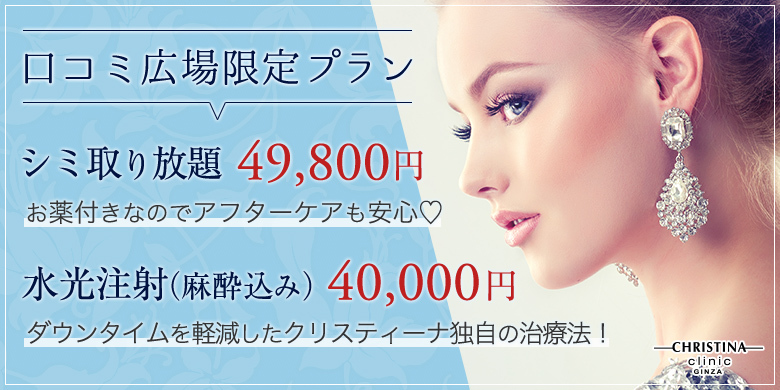 口コミ広場限定プラン
シミ取り放題 49,800円
お薬付きなのでアフターケアも安心♡
水光注射(麻酔込み) 40,000円
ダウンタイムを軽減したクリスティーナ独自の治療法！
CHRISTINA
clinic
GINZA